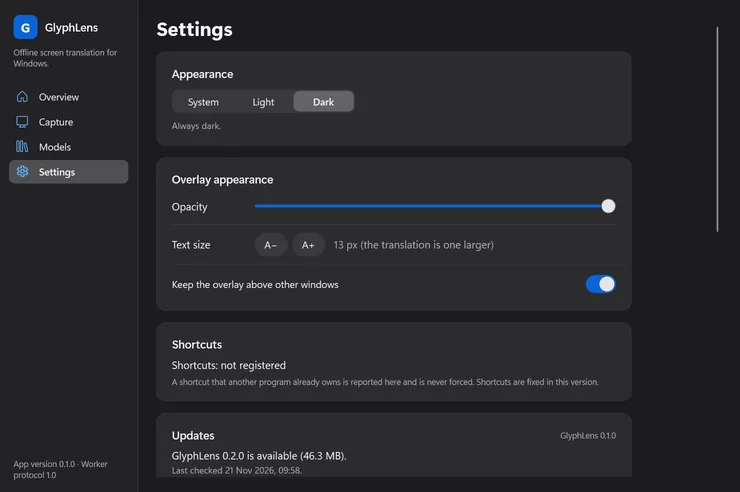 G GlyphLens
Offline screen translation for
Windows.
Overview
Capture
Models
Settings
App version 0.1.0 · Worker
protocol 1.0
Settings
Appearance
System Light Dark
Always dark.
Overlay appearance
Opacity
Text size A− A+ 13 px (the translation is one larger)
Keep the overlay above other windows
Shortcuts
Shortcuts: not registered
A shortcut that another program already owns is reported here and is never forced. Shortcuts are fixed in this version.
Updates GlyphLens 0.1.0
GlyphLens 0.2.0 is available (46.3 MB).
Last checked 21 Nov 2026, 09:58.